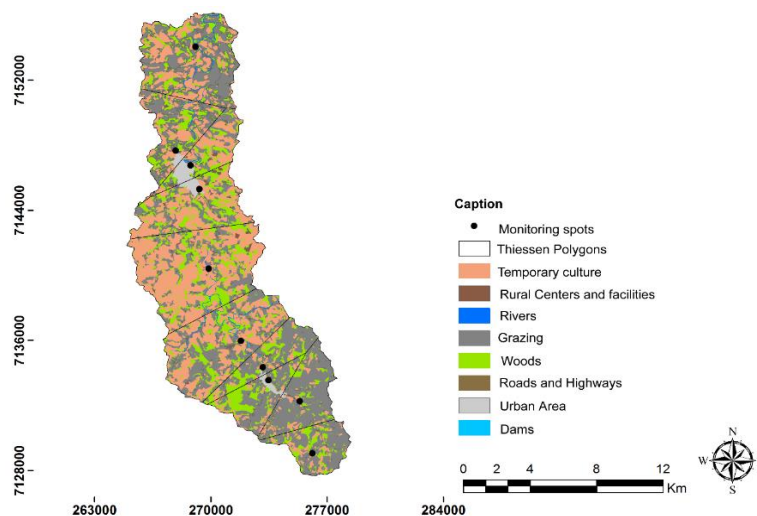 7152000
7144000
7136000
7128000
263000
270000
277000
284000
Caption
Monitoring spots
Thiessen Polygons
Temporary culture
Rural Centers and facilities
Rivers
Grazing
Woods
Roads and Highways
Urban Area
Dams
0 2 4 8 12
Km
N
W E
S